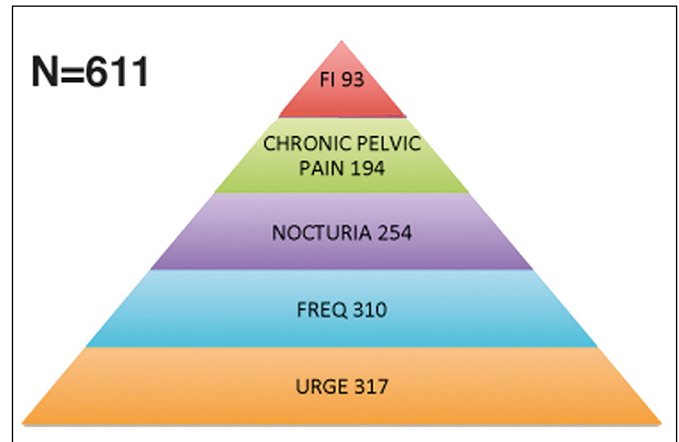 N=611
FI 93
CHRONIC PELVIC
PAIN 194
NOCTURIA 254
FREQ 310
URGE 317